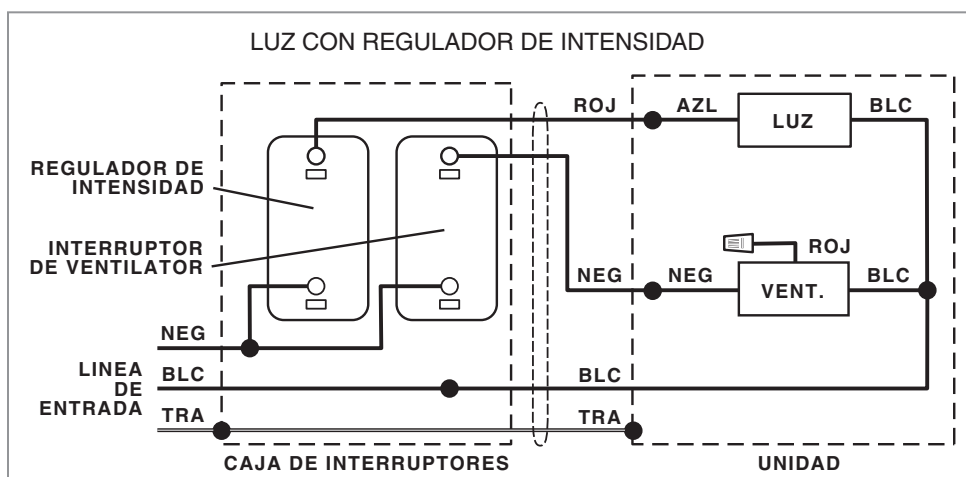 LUZ CON REGULADOR DE INTENSIDAD
ROJ
AZL
LUZ
BLC
REGULADOR DE
INTENSIDAD
INTERRUPTOR
DE VENTILATOR
ROJ
NEG
NEG
VENT.
BLC
NEG
LINEA
DE
ENTRADA
BLC
BLC
TRA
TRA
CAJA DE INTERRUPTORES
UNIDAD